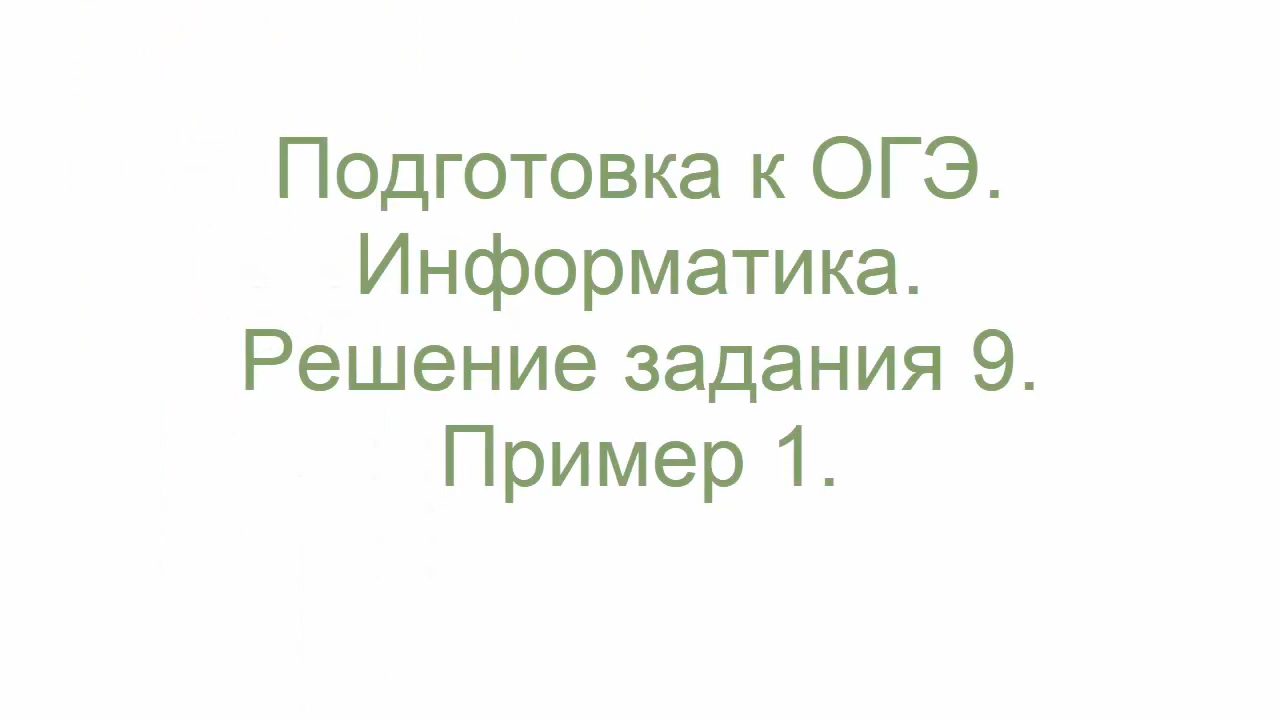 Подготовка к ОГЭ.
Информатика.
Решение задания 9.
Пример 1.